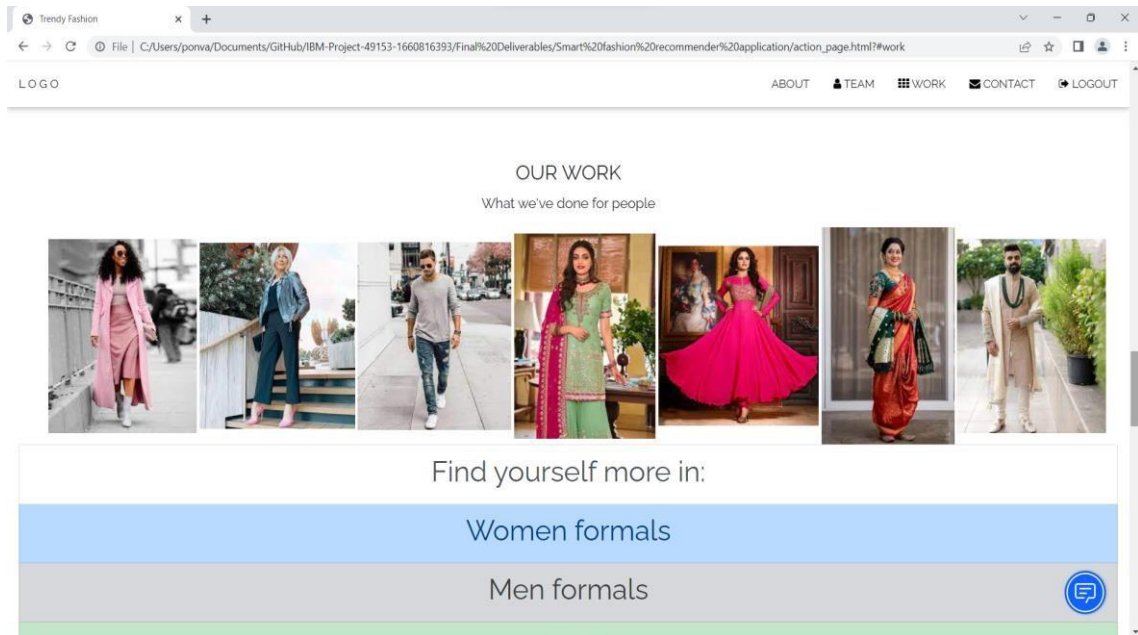 Trendy Fashion
File | C:/Users/ponva/Documents/GitHub/IBM-Project-49153-1660816393/Final%20Deliverables/Smart%20fashion%20recommender%20application/action_page.html?#work
LOGO ABOUT TEAM WORK CONTACT LOGOUT
OUR WORK
What we've done for people
Find yourself more in:
Women formals
Men formals